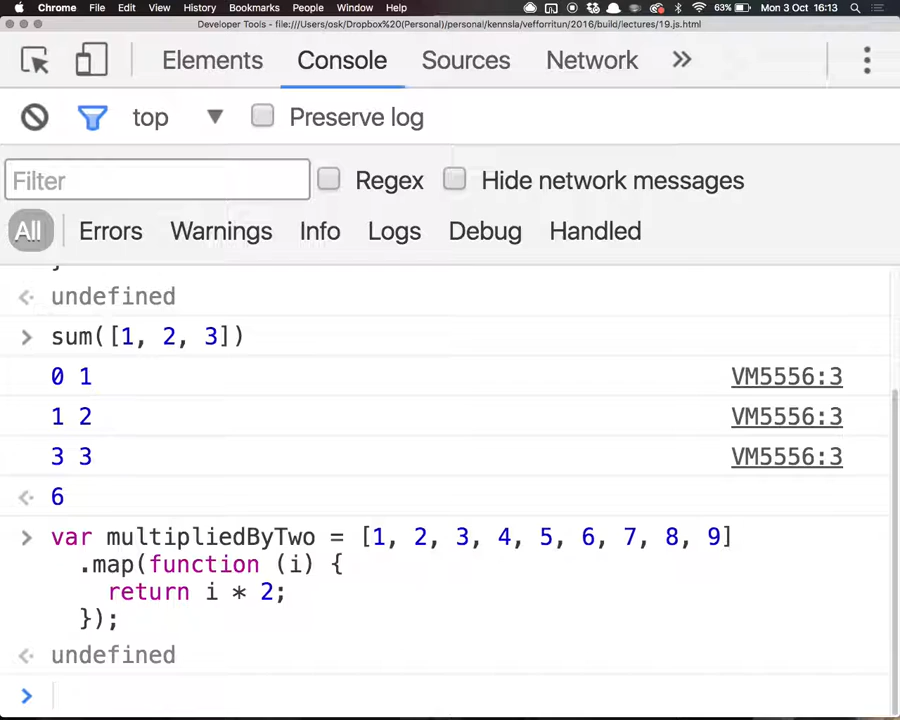 Chrome File Edit View History Bookmarks People Window Help 63% Mon 3 Oct 16:13
Developer Tools - file:///Users/osk/Dropbox%20(Personal)/personal/kennsla/vefforritun/2016/build/lectures/19.js.html
Elements Console Sources Network »
top ▼ Preserve log
Filter Regex Hide network messages
All Errors Warnings Info Logs Debug Handled
undefined
> sum([1, 2, 3])
0 1 VM5556:3
1 2 VM5556:3
3 3 VM5556:3
6
> var multipliedByTwo = [1, 2, 3, 4, 5, 6, 7, 8, 9]
.map(function (i) {
return i * 2;
});
undefined
>